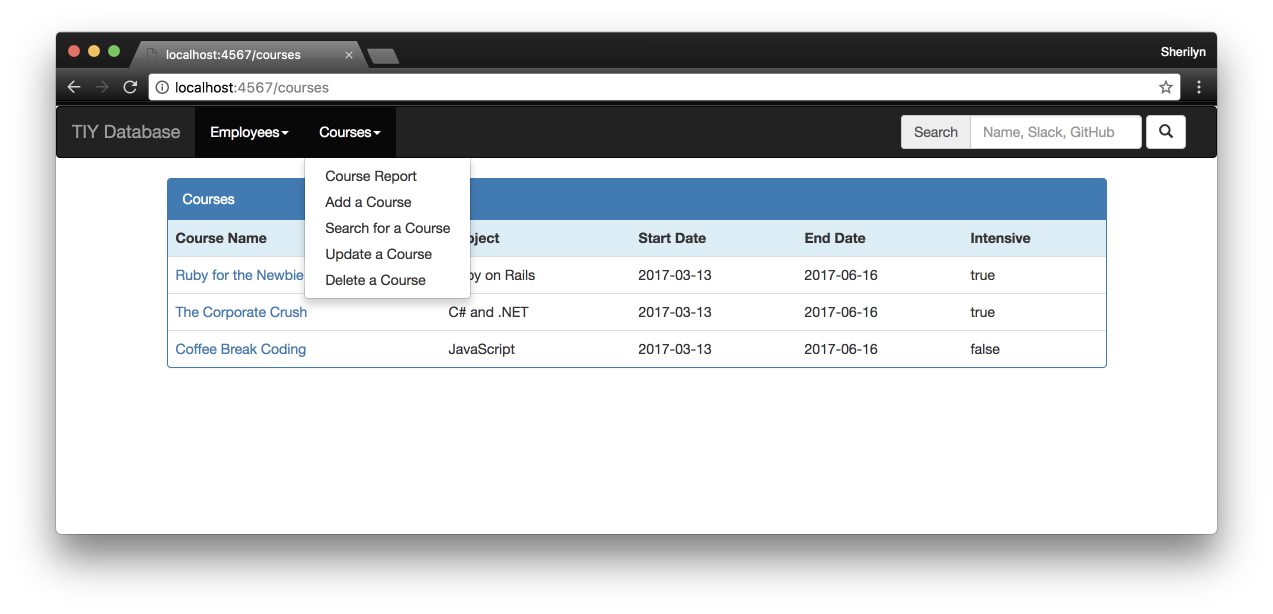 localhost:4567/courses
Sherilyn
localhost:4567/courses
TIY Database Employees Courses Search Name, Slack, GitHub
Course Report
Add a Course
Search for a Course
Update a Course
Delete a Course
Courses
Course Name Start Date End Date Intensive
Ruby for the Newbie on Rails 2017-03-13 2017-06-16 true
The Corporate Crush C# and .NET 2017-03-13 2017-06-16 true
Coffee Break Coding JavaScript 2017-03-13 2017-06-16 false